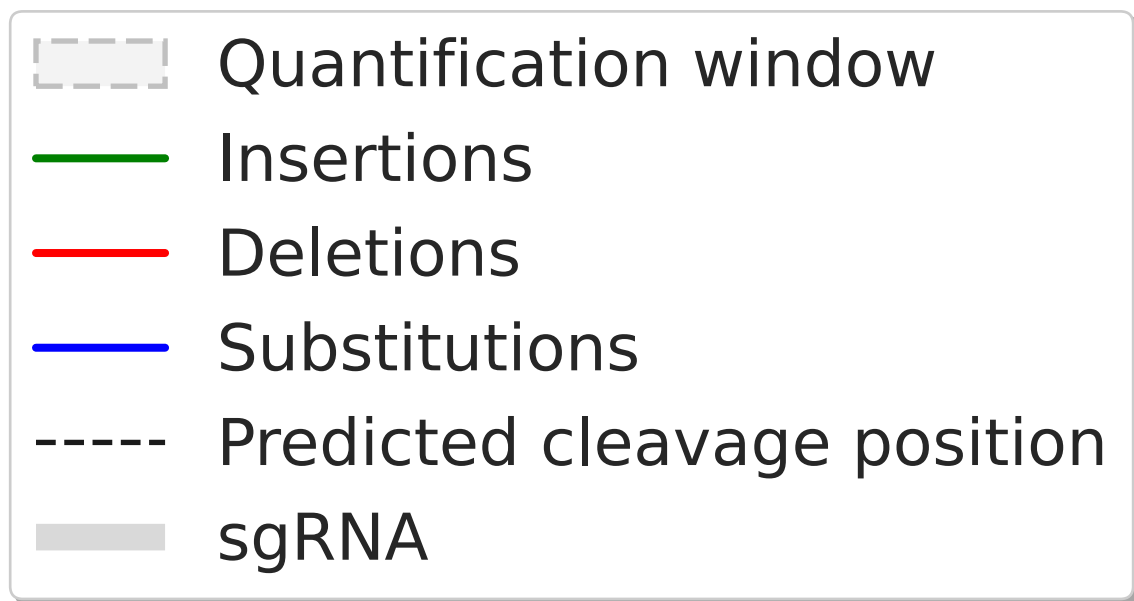 Quantification window
Insertions
Deletions
Substitutions
Predicted cleavage position
sgRNA